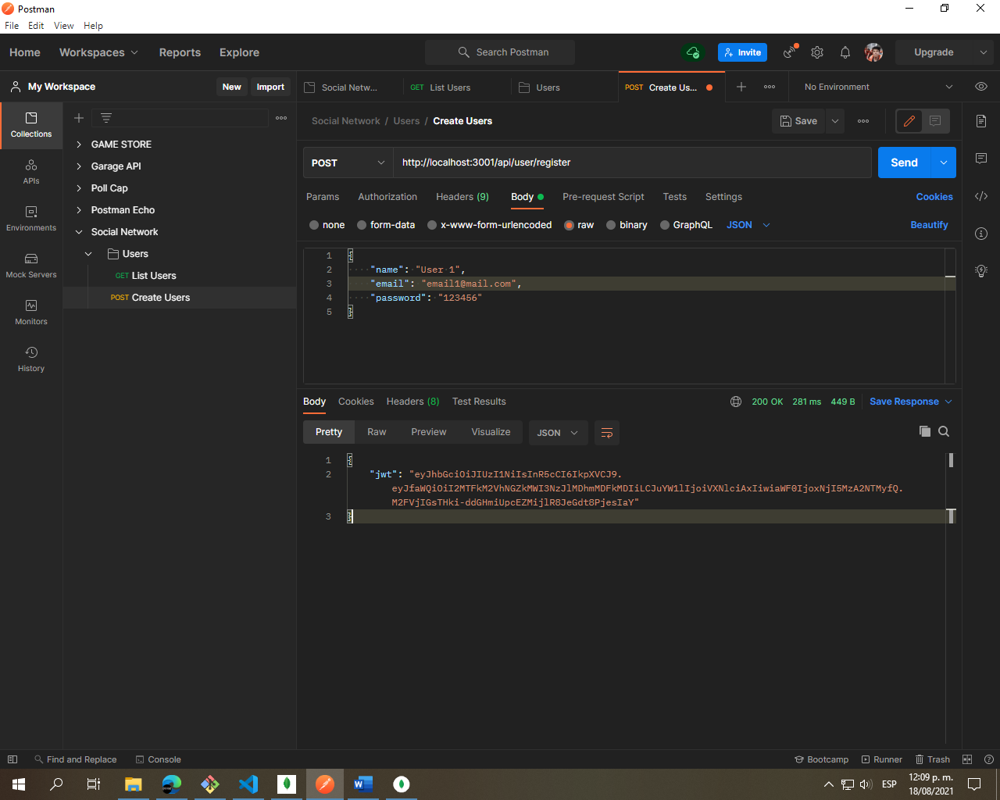 Postman
File Edit View Help
Home Workspaces Reports Explore Search Postman Invite Upgrade
My Workspace New Import
Social Netw... GET List Users Users POST Create Us... No Environment
Collections
APIs
Environments
Mock Servers
Monitors
History
GAME STORE
Garage API
Poll Cap
Postman Echo
Social Network
Users
GET List Users
POST Create Users
Social Network / Users / Create Users Save
POST http://localhost:3001/api/user/register Send
Params Authorization Headers (9) Body Pre-request Script Tests Settings Cookies
none form-data x-www-form-urlencoded raw binary GraphQL JSON Beautify
1 {
2 "name": "User 1",
3 "email": "email1@mail.com",
4 "password": "123456"
5 }
Body Cookies Headers (8) Test Results 200 OK 281 ms 449 B Save Response
Pretty Raw Preview Visualize JSON
1 {
2 "jwt": "eyJhbGciOiJIUzI1NiIsInR5cCI6IkpXVCJ9.
eyJfaWQiOiI2MTFkM2VhNGZkMWI3NzJlMDhmMDFkMDIiLCJuYW1lIjoiVXNlciAxIiwiaWF0IjoxNjI5MzA2NTMyfQ.
M2FVjIGsTHki-ddGHmiUpcEZMijlR8JeGdt8PjesIaY"
3 }
Find and Replace Console Bootcamp Runner Trash
ESP 12:09 p. m.
18/08/2021